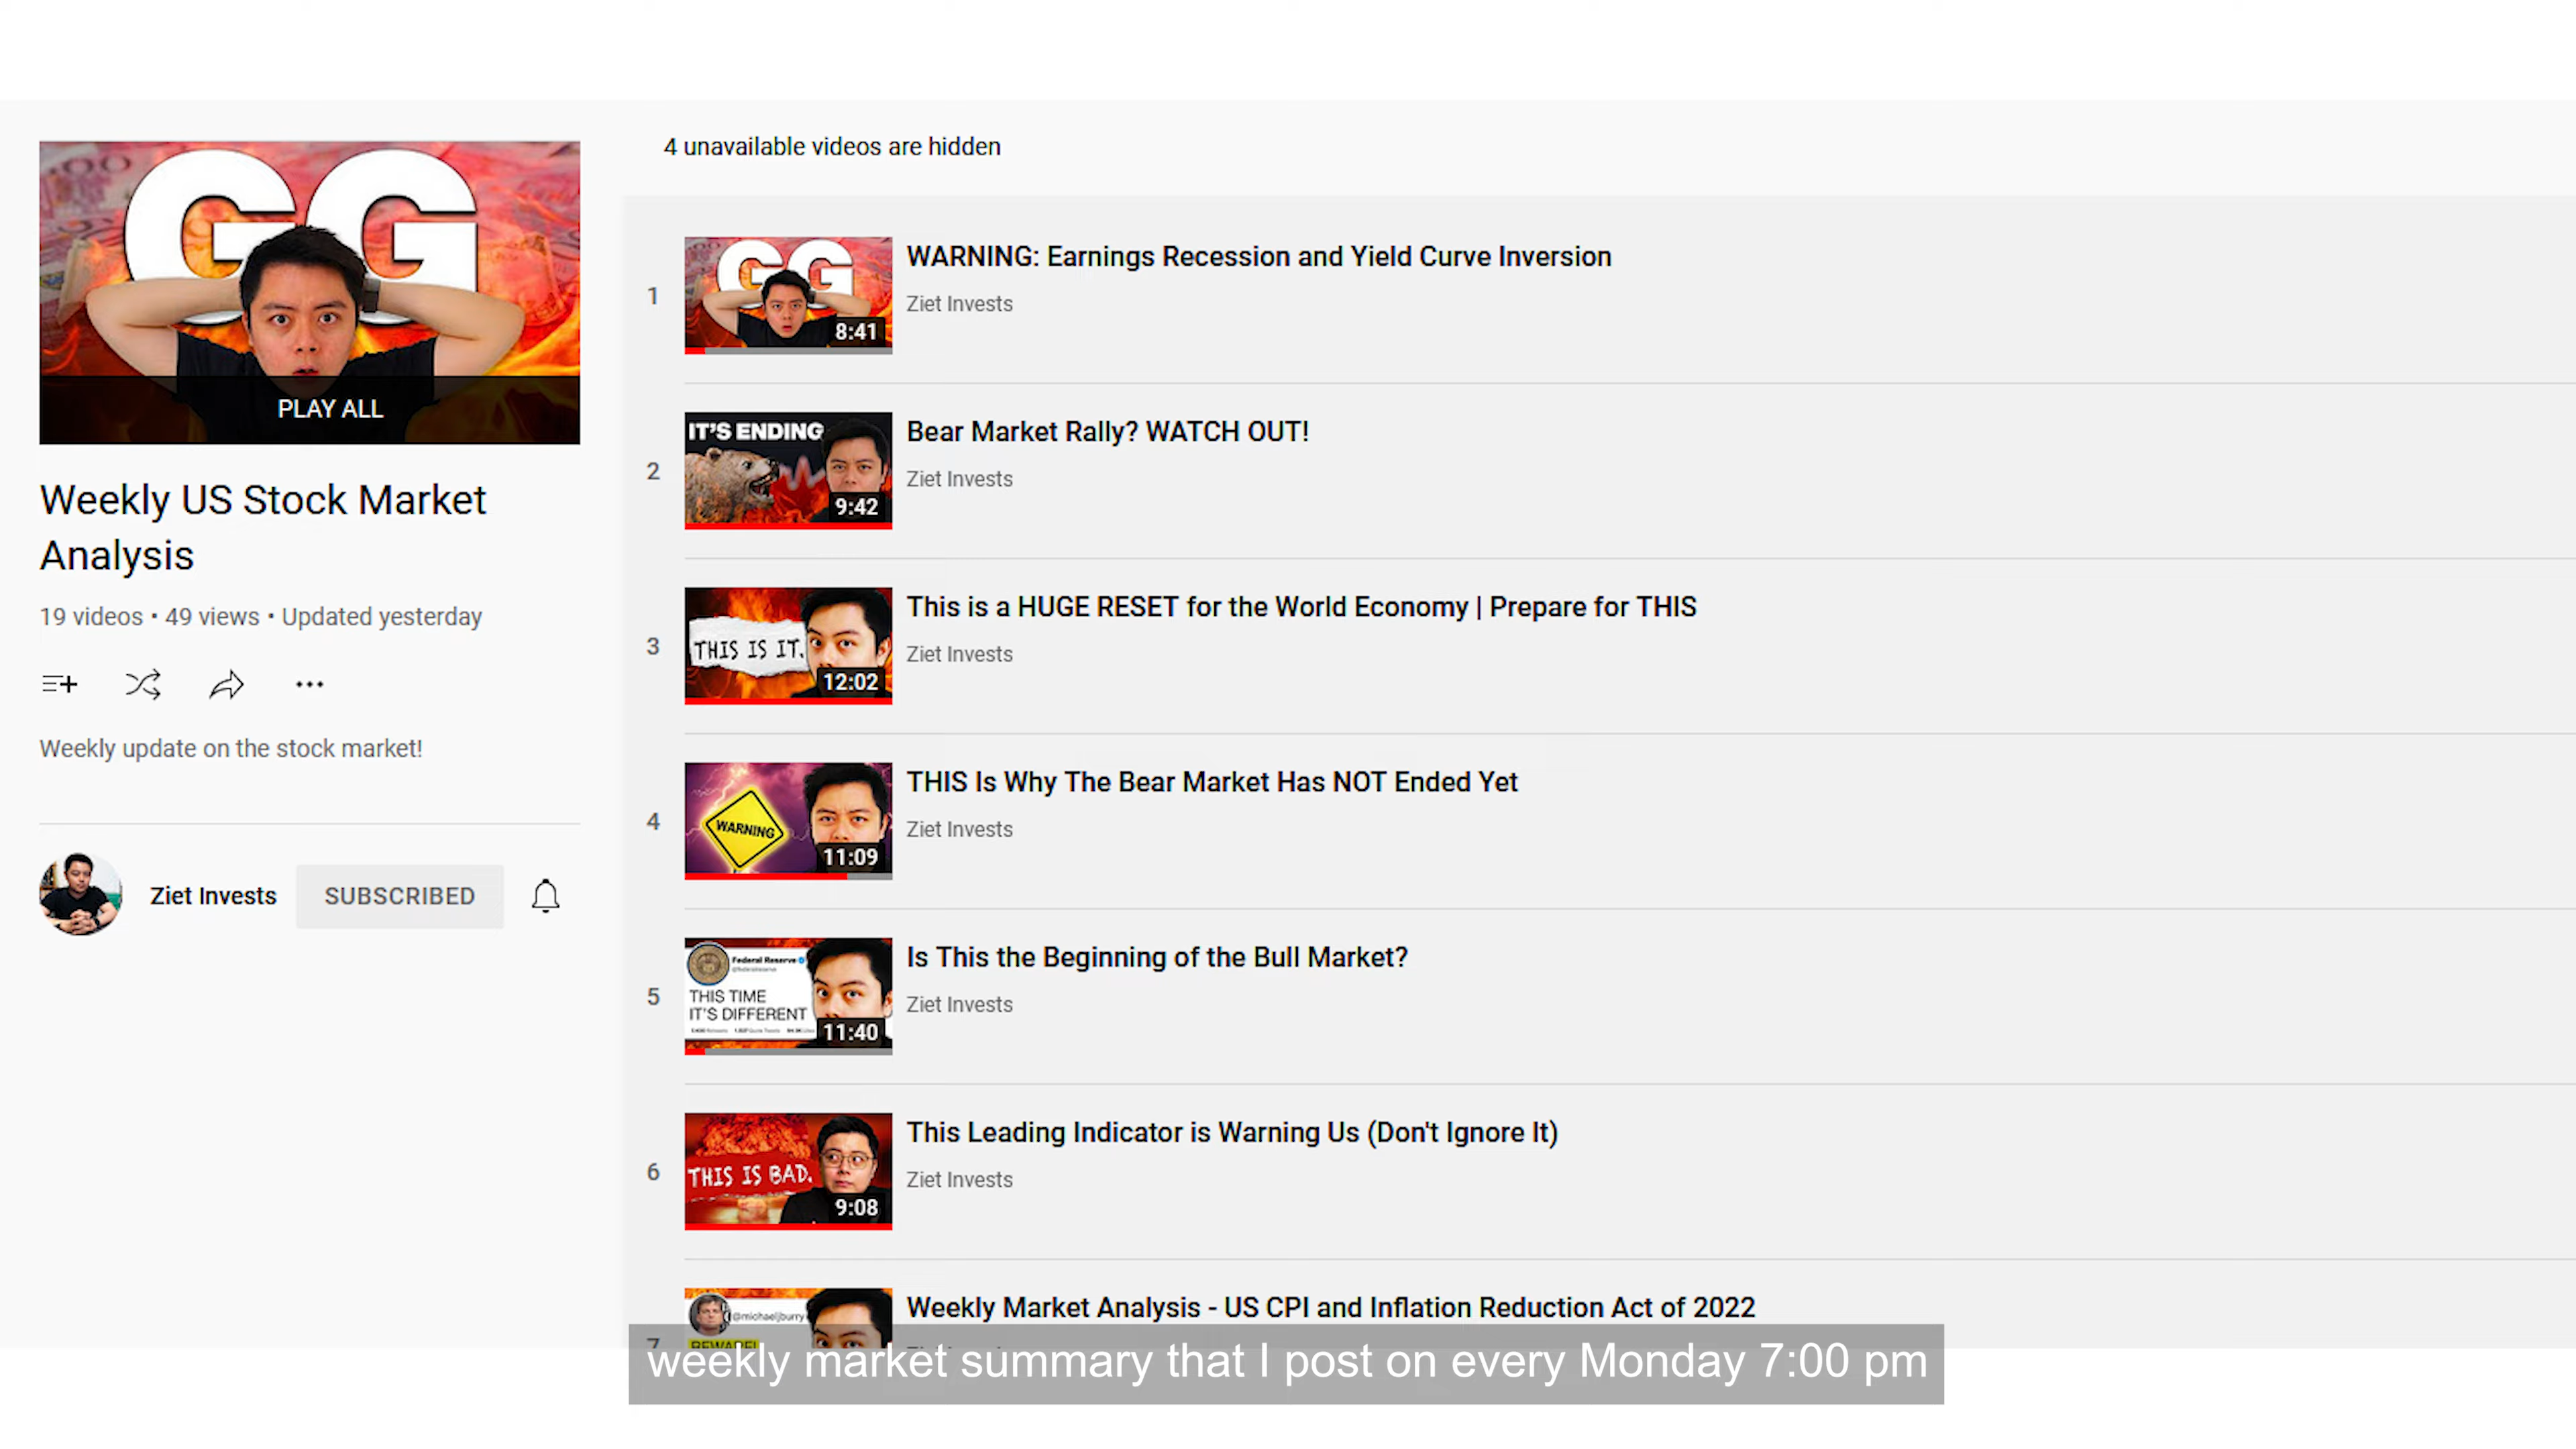 GG
PLAY ALL
Weekly US Stock Market
Analysis
19 videos • 49 views • Updated yesterday
Weekly update on the stock market!
Ziet Invests
SUBSCRIBED
4 unavailable videos are hidden
1
GG
8:41
WARNING: Earnings Recession and Yield Curve Inversion
Ziet Invests
2
IT'S ENDING
9:42
Bear Market Rally? WATCH OUT!
Ziet Invests
3
THIS IS IT.
12:02
This is a HUGE RESET for the World Economy | Prepare for THIS
Ziet Invests
4
WARNING
11:09
THIS Is Why The Bear Market Has NOT Ended Yet
Ziet Invests
5
Federal Reserve
@federalreserve
THIS TIME
IT'S DIFFERENT
11:40
Is This the Beginning of the Bull Market?
Ziet Invests
6
THIS IS BAD.
9:08
This Leading Indicator is Warning Us (Don't Ignore It)
Ziet Invests
7
@michaeljburry
Weekly Market Analysis - US CPI and Inflation Reduction Act of 2022
weekly market summary that I post on every Monday 7:00 pm